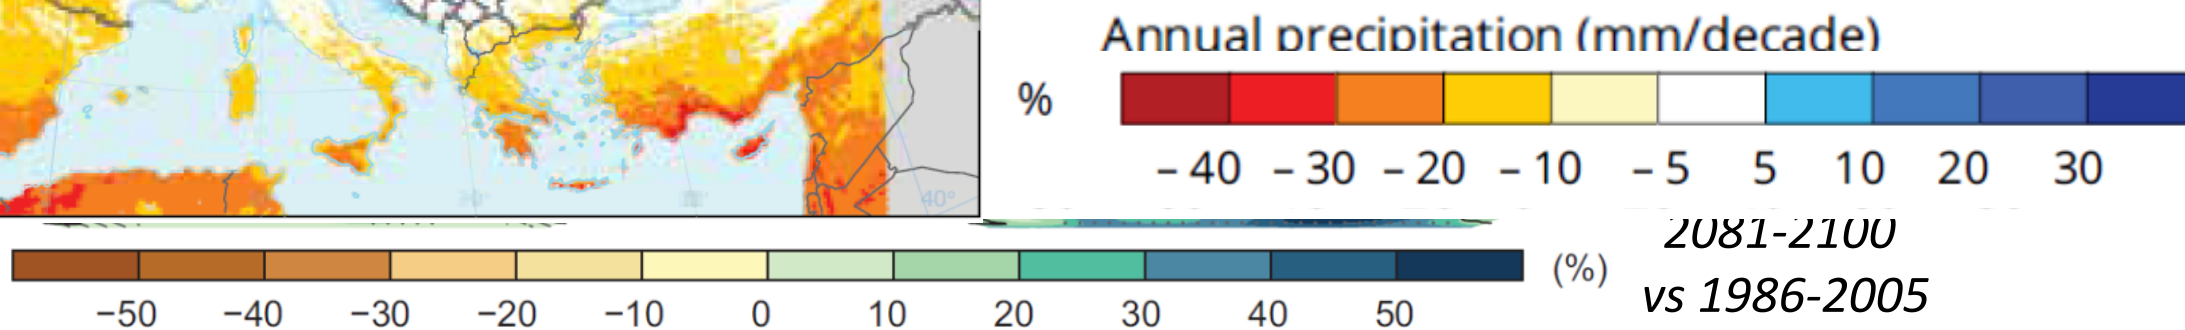 Annual precipitation (mm/decade)
%
– 40 – 30 – 20 – 10 – 5 5 10 20 30
40°
2081-2100
vs 1986-2005
(%)
−50 −40 −30 −20 −10 0 10 20 30 40 50